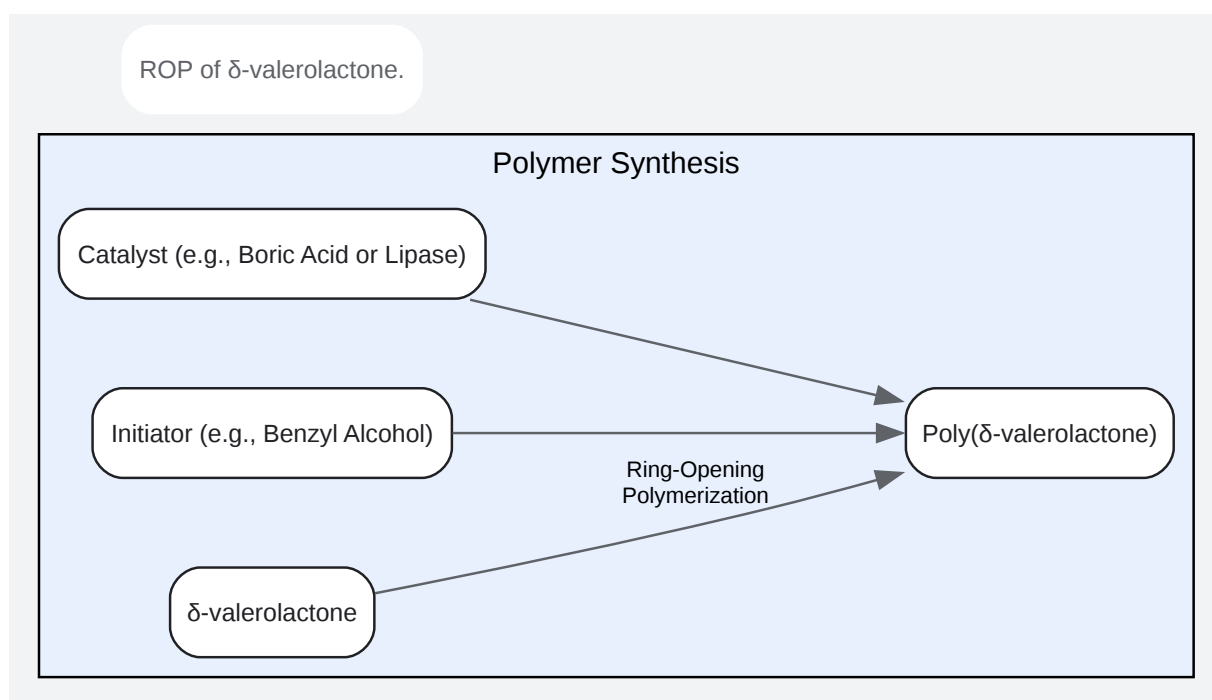 ROP of δ-valerolactone.
Polymer Synthesis
Catalyst (e.g., Boric Acid or Lipase)
Initiator (e.g., Benzyl Alcohol)
Poly(δ-valerolactone)
Ring-Opening
Polymerization
δ-valerolactone